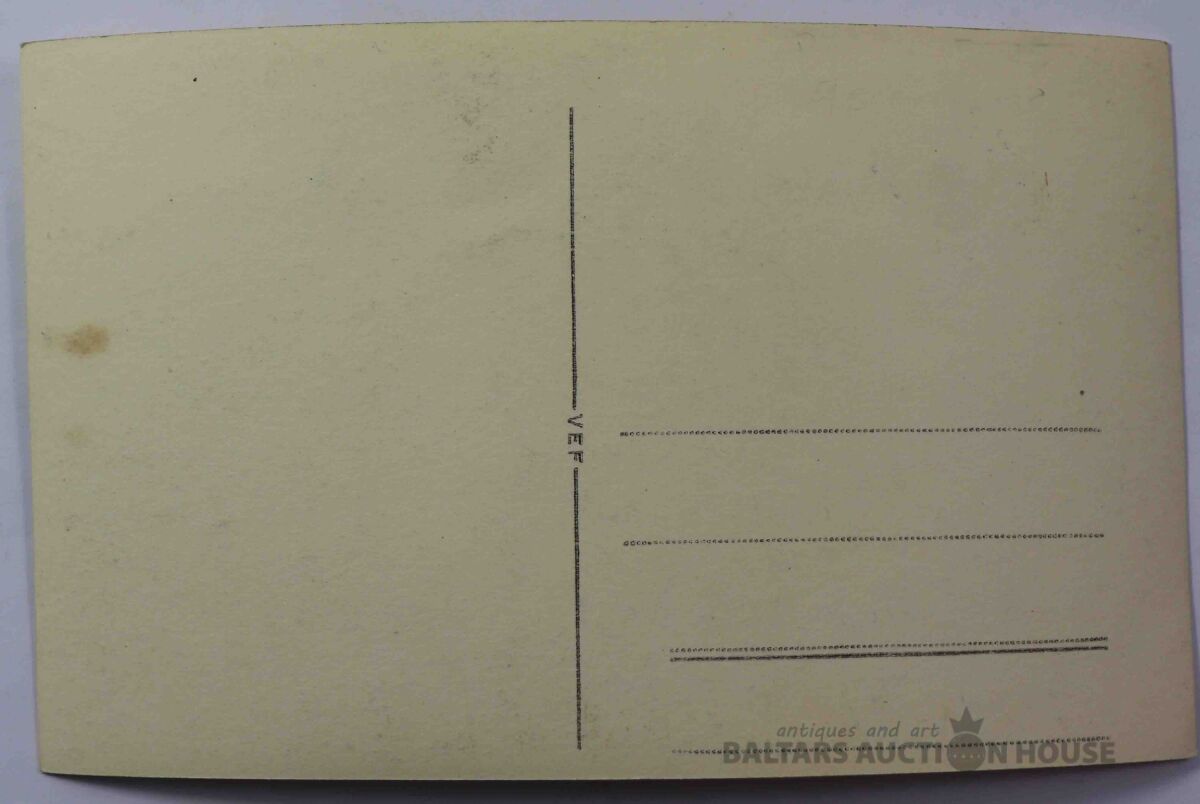 VEF
antiques and art
BALTARS AUCTION HOUSE